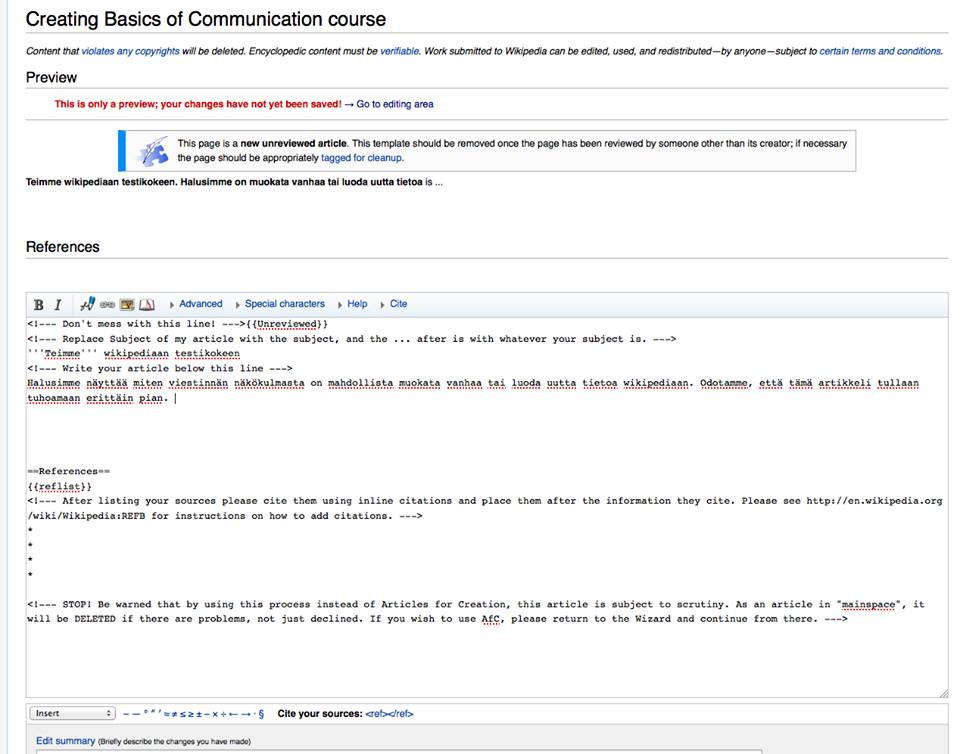 Creating Basics of Communication course
Content that violates any copyrights will be deleted. Encyclopedic content must be verifiable. Work submitted to Wikipedia can be edited, used, and redistributed—by anyone—subject to certain terms and conditions.
Preview
This is only a preview; your changes have not yet been saved! → Go to editing area
This page is a new unreviewed article. This template should be removed once the page has been reviewed by someone other than its creator; if necessary
the page should be appropriately tagged for cleanup.
Teimme wikipediaan testikokeen. Halusimme on muokata vanhaa tai luoda uutta tietoa is ...
References
B I Advanced Special characters Help Cite
<!--- Don't mess with this line! --->{{Unreviewed}}
<!--- Replace Subject of my article with the subject, and the ... after is with whatever your subject is. --->
'''Teimme''' wikipediaan testikokeen
<!--- Write your article below this line --->
Halusimme näyttää miten viestinnän näkökulmasta on mahdollista muokata vanhaa tai luoda uutta tietoa wikipediaan. Odotamme, että tämä artikkeli tullaan
tuhoamaan erittäin pian.
==References==
{{reflist}}
<!--- After listing your sources please cite them using inline citations and place them after the information they cite. Please see http://en.wikipedia.org
/wiki/Wikipedia:REFB for instructions on how to add citations. --->
*
*
*
*
<!--- STOP! Be warned that by using this process instead of Articles for Creation, this article is subject to scrutiny. As an article in "mainspace", it
will be DELETED if there are problems, not just declined. If you wish to use AfC, please return to the Wizard and continue from there. --->
Insert – — ° ″ ′ ≈ ≠ ≤ ≥ ± − × ÷ ← → · § Cite your sources: <ref></ref>
Edit summary (Briefly describe the changes you have made)